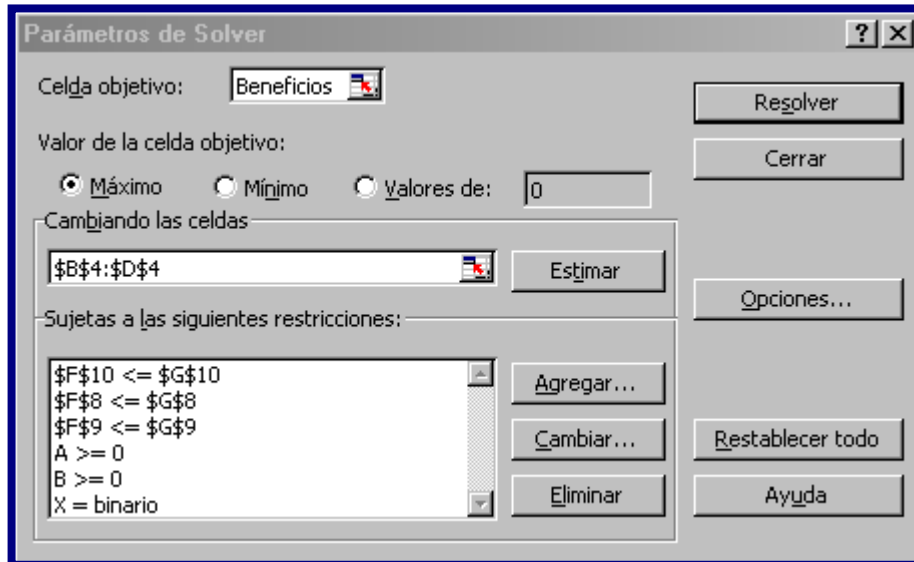 Parámetros de Solver
Celda objetivo: Beneficios
Resolver
Valor de la celda objetivo:
Cerrar
Máximo Mínimo Valores de: 0
Cambiando las celdas
$B$4:$D$4 Estimar
Opciones...
Sujetas a las siguientes restricciones:
$F$10 <= $G$10
$F$8 <= $G$8
$F$9 <= $G$9
A >= 0
B >= 0
X = binario
Agregar...
Cambiar...
Eliminar
Restablecer todo
Ayuda